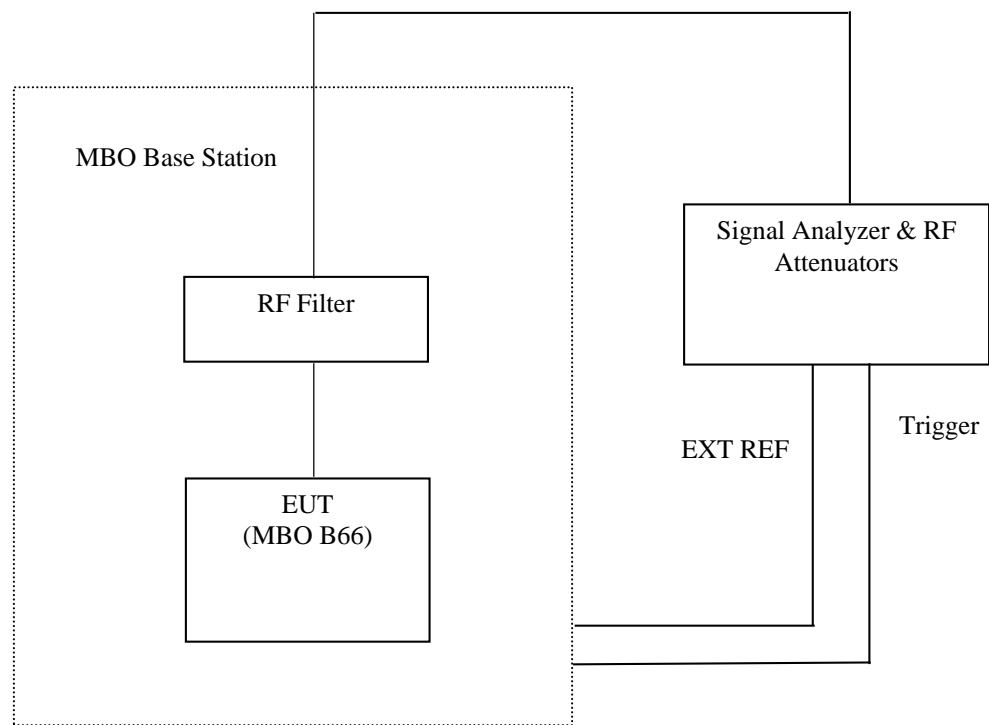 MBO Base Station
Signal Analyzer & RF
Attenuators
RF Filter
Trigger
EXT REF
EUT
(MBO B66)